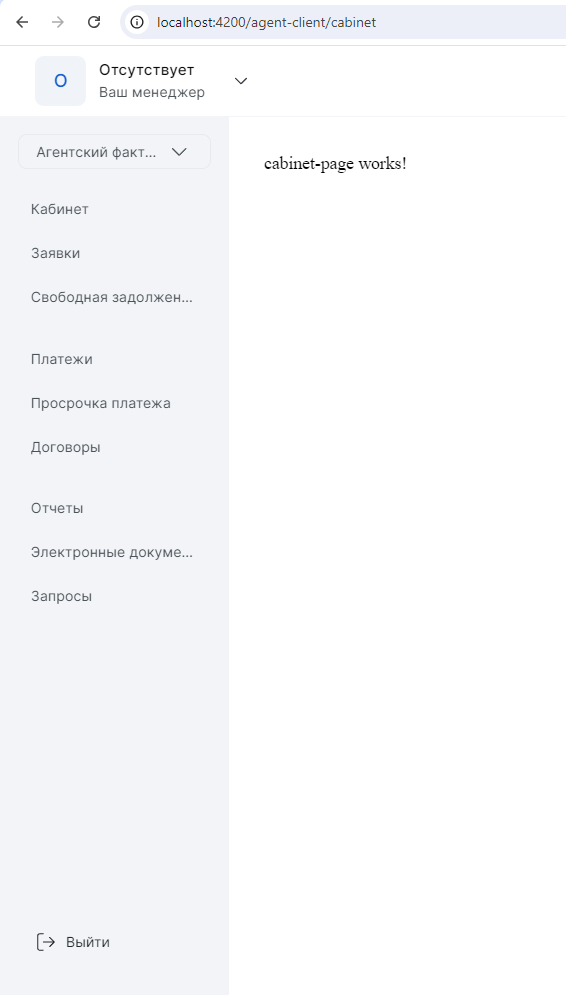 localhost:4200/agent-client/cabinet
О
Отсутствует
Ваш менеджер
Агентский факт...
cabinet-page works!
Кабинет
Заявки
Свободная задолжен...
Платежи
Просрочка платежа
Договоры
Отчеты
Электронные докуме...
Запросы
Выйти